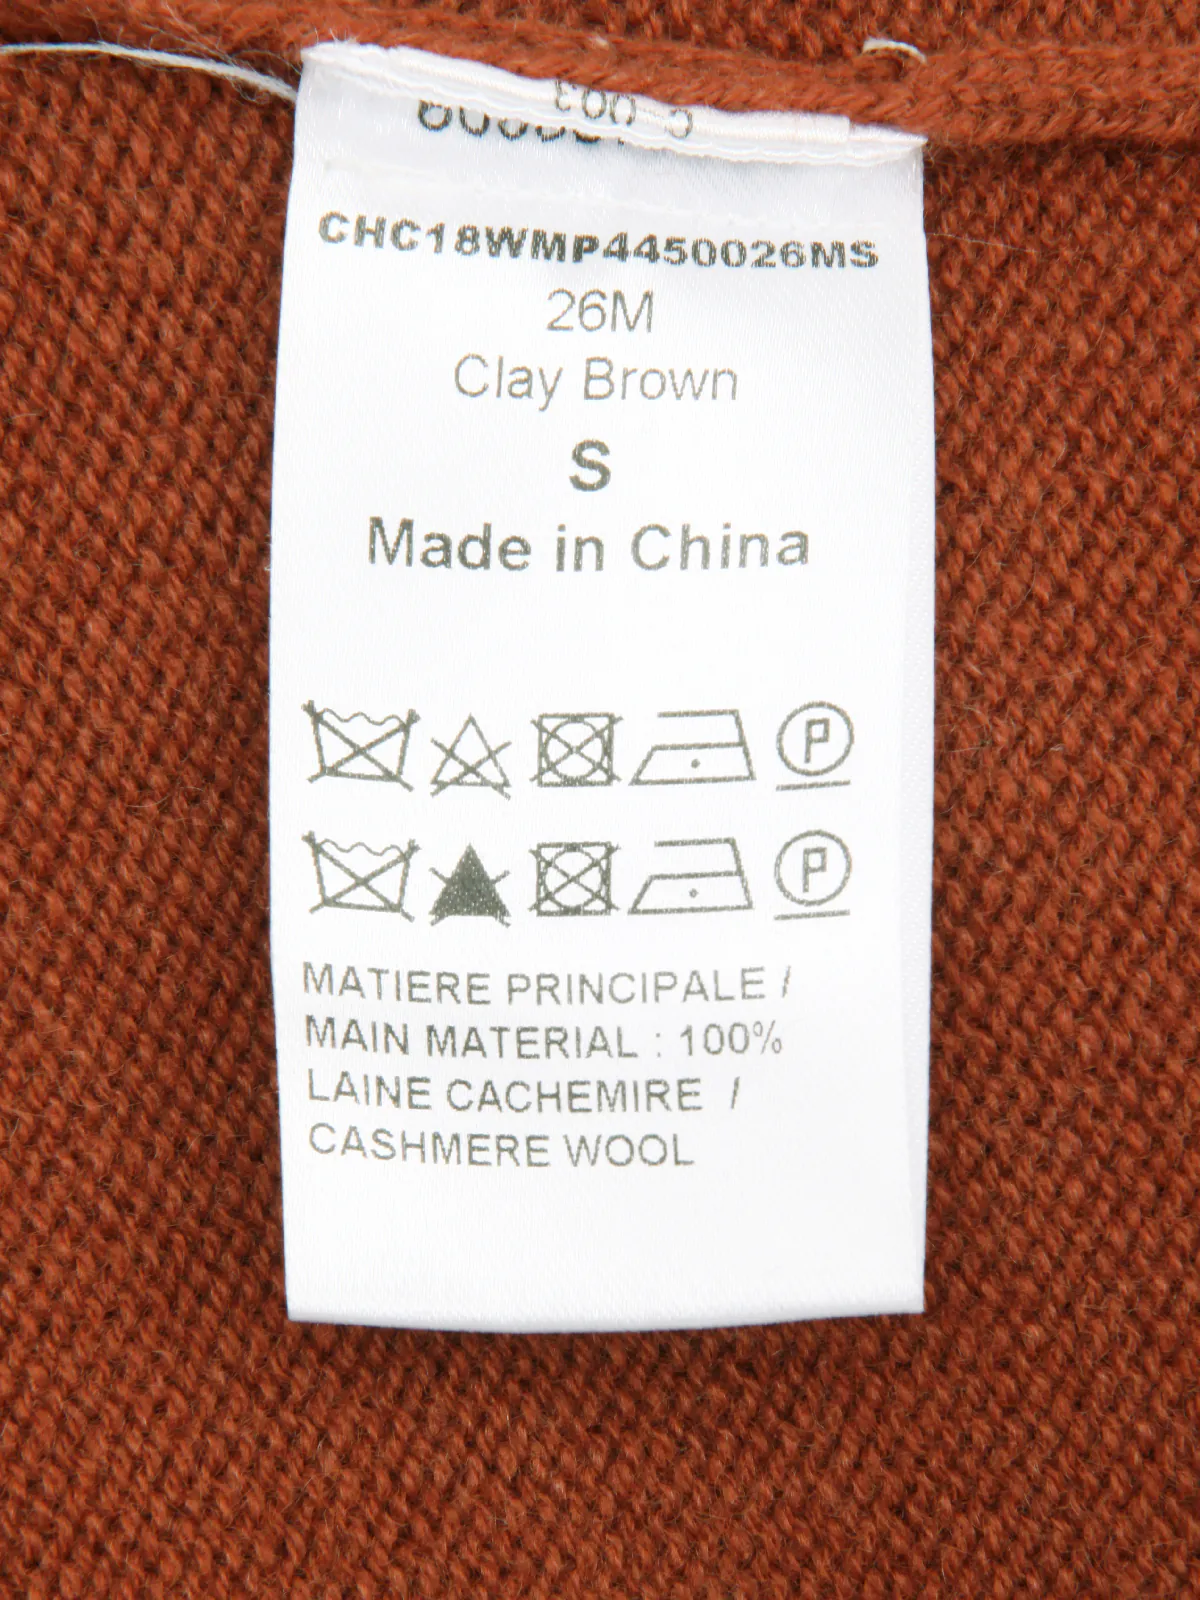 CHC18WMP4450026MS
26M
Clay Brown
S
Made in China
P
P
MATIERE PRINCIPALE /
MAIN MATERIAL : 100%
LAINE CACHEMIRE /
CASHMERE WOOL